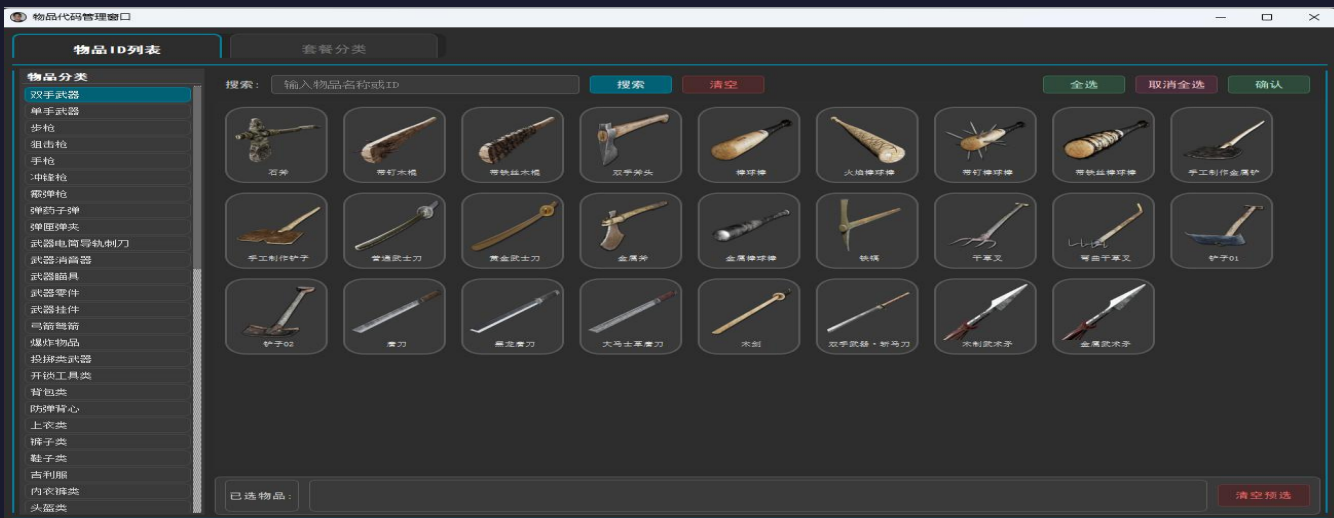 物品代码管理窗口
物品ID列表 套餐分类
物品分类
双手武器
单手武器
步枪
狙击枪
手枪
冲锋枪
霰弹枪
弹药子弹
弹匣弹夹
武器电筒导轨刺刀
武器消音器
武器瞄具
武器零件
武器挂件
弓箭弩箭
爆炸物品
投掷类武器
开锁工具类
背包类
防弹背心
上衣类
裤子类
鞋子类
吉利服
内衣裤类
头盔类
搜索: 输入物品名称或ID 搜索 清空 全选 取消全选 确认
石斧 带钉木棍 带铁丝木棍 双手斧头 棒球棒 火焰棒球棒 带钉棒球棒 带铁丝棒球棒 手工制作金属铲
手工制作铲子 普通武士刀 黄金武士刀 金属斧 金属棒球棒 铁镐 干草叉 弯曲干草叉 铲子01
铲子02 唐刀 黑龙唐刀 大马士革唐刀 木剑 双手武器·斩马刀 木制武术矛 金属武术矛
已选物品: 清空预选